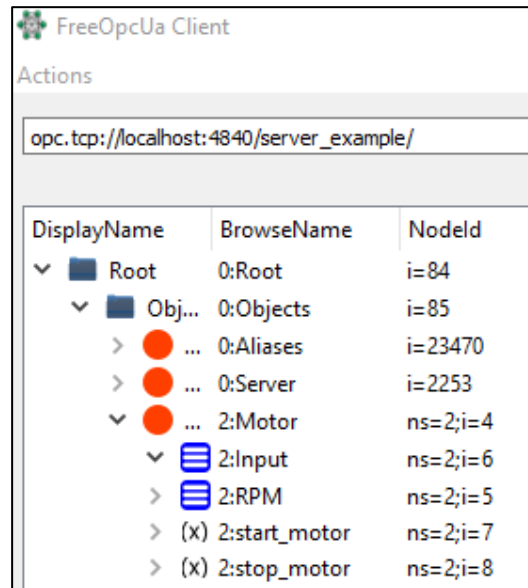 FreeOpcUa Client
Actions
opc.tcp://localhost:4840/server_example/
DisplayName BrowseName NodeId
Root 0:Root i=84
Obj... 0:Objects i=85
... 0:Aliases i=23470
... 0:Server i=2253
... 2:Motor ns=2;i=4
2:Input ns=2;i=6
2:RPM ns=2;i=5
(x) 2:start_motor ns=2;i=7
(x) 2:stop_motor ns=2;i=8